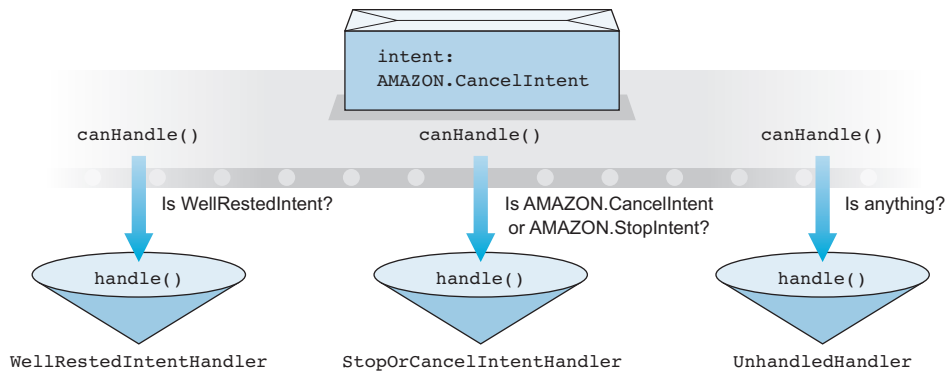 intent:
AMAZON.CancelIntent
canHandle()
canHandle()
canHandle()
Is WellRestedIntent?
Is AMAZON.CancelIntent
or AMAZON.StopIntent?
Is anything?
handle()
handle()
handle()
WellRestedIntentHandler
StopOrCancelIntentHandler
UnhandledHandler